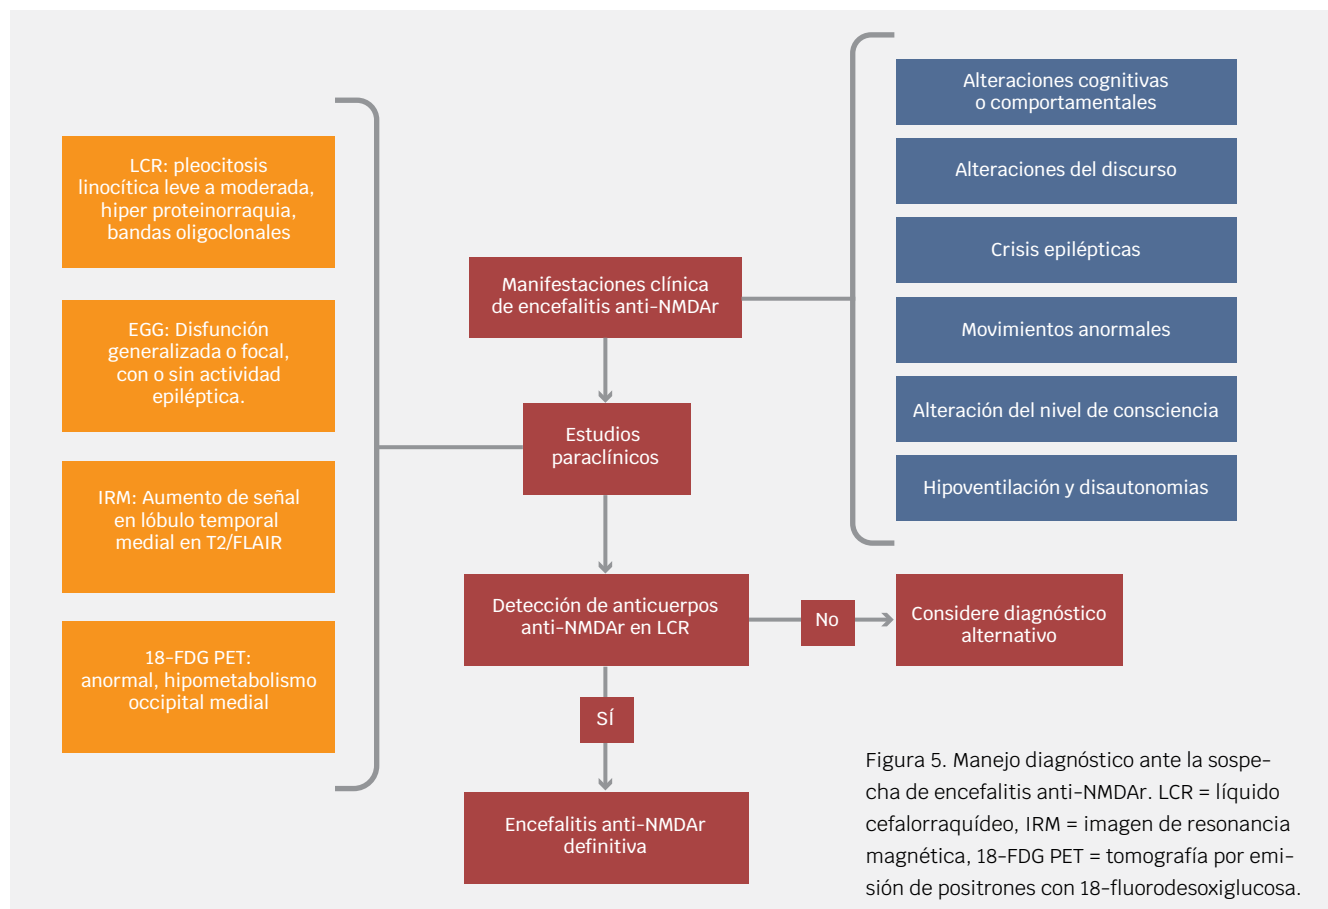 LCR: pleocitosis
linocítica leve a moderada,
hiper proteinorraquia,
bandas oligoclonales
EGG: Disfunción
generalizada o focal,
con o sin actividad
epiléptica.
IRM: Aumento de señal
en lóbulo temporal
medial en T2/FLAIR
18-FDG PET:
anormal, hipometabolismo
occipital medial
Manifestaciones clínica
de encefalitis anti-NMDAr
Estudios
paraclínicos
Detección de anticuerpos
anti-NMDAr en LCR
No
Considere diagnóstico
alternativo
SÍ
Encefalitis anti-NMDAr
definitiva
Alteraciones cognitivas
o comportamentales
Alteraciones del discurso
Crisis epilépticas
Movimientos anormales
Alteración del nivel de consciencia
Hipoventilación y disautonomias
Figura 5. Manejo diagnóstico ante la sospe-
cha de encefalitis anti-NMDAr. LCR = líquido
cefalorraquídeo, IRM = imagen de resonancia
magnética, 18-FDG PET = tomografía por emi-
sión de positrones con 18-fluorodesoxiglucosa.